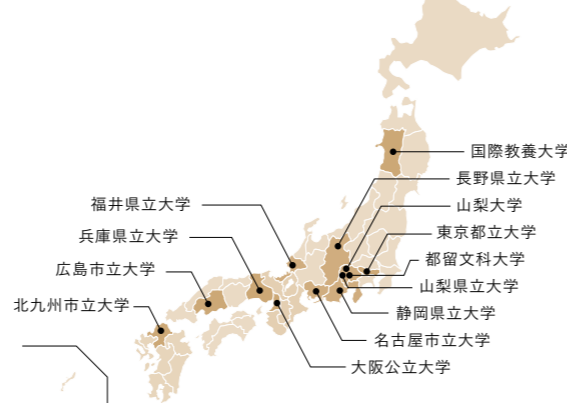 国際教養大学
長野県立大学
山梨大学
東京都立大学
都留文科大学
山梨県立大学
静岡県立大学
名古屋市立大学
大阪公立大学
福井県立大学
兵庫県立大学
広島市立大学
北九州市立大学